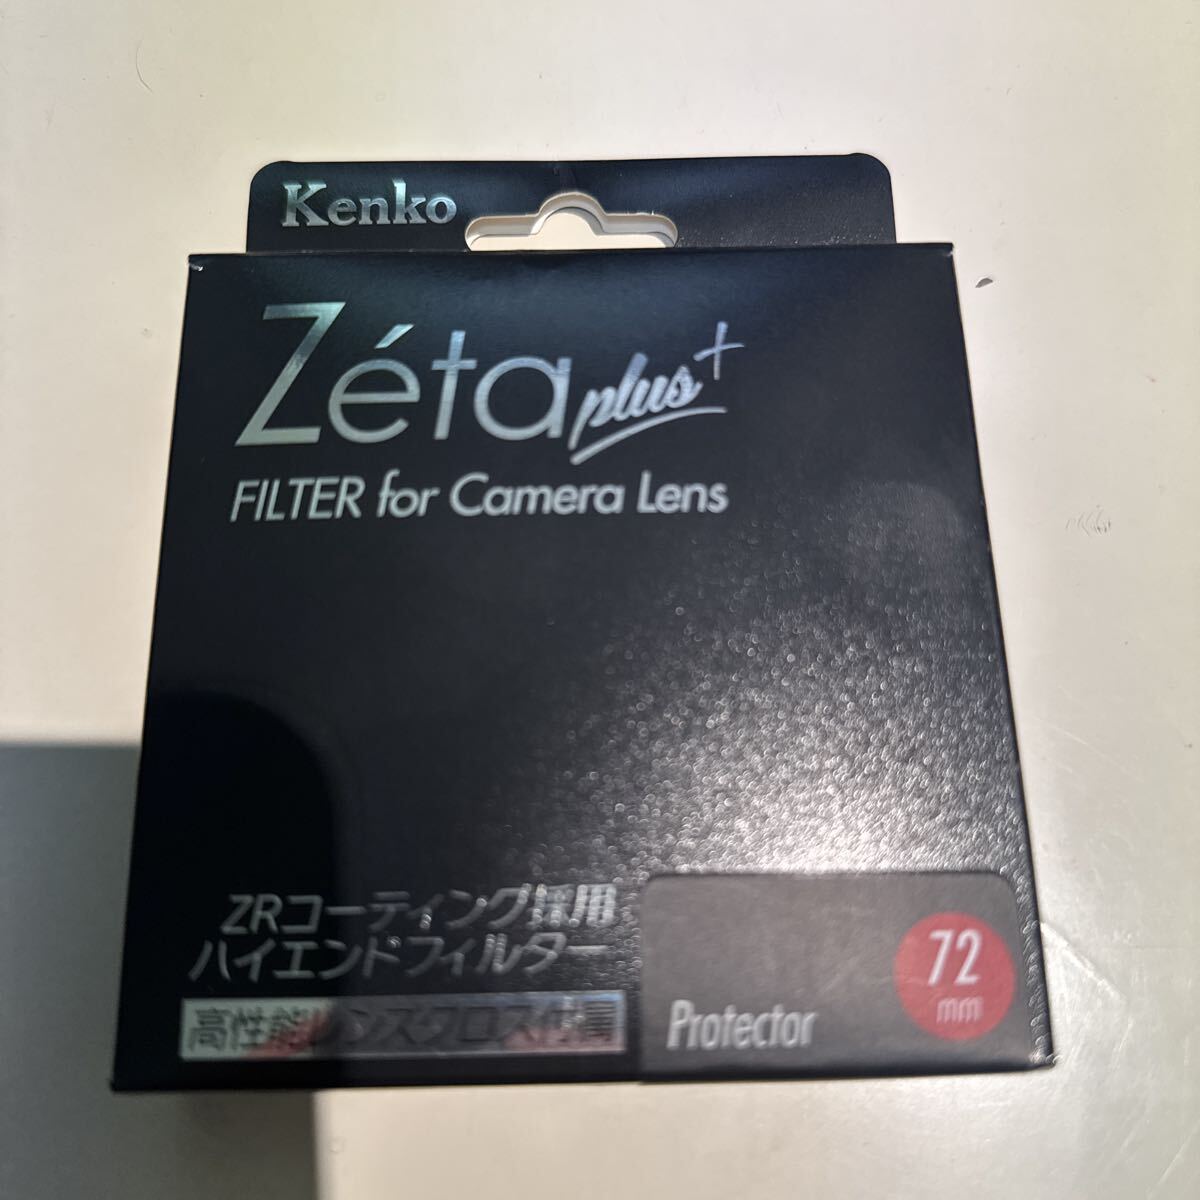 Kenko
Zéta plus+
FILTER for Camera Lens
ZRコーティング採用
ハイエンドフィルター
高性能レンズクロス付属
Protector
72
mm